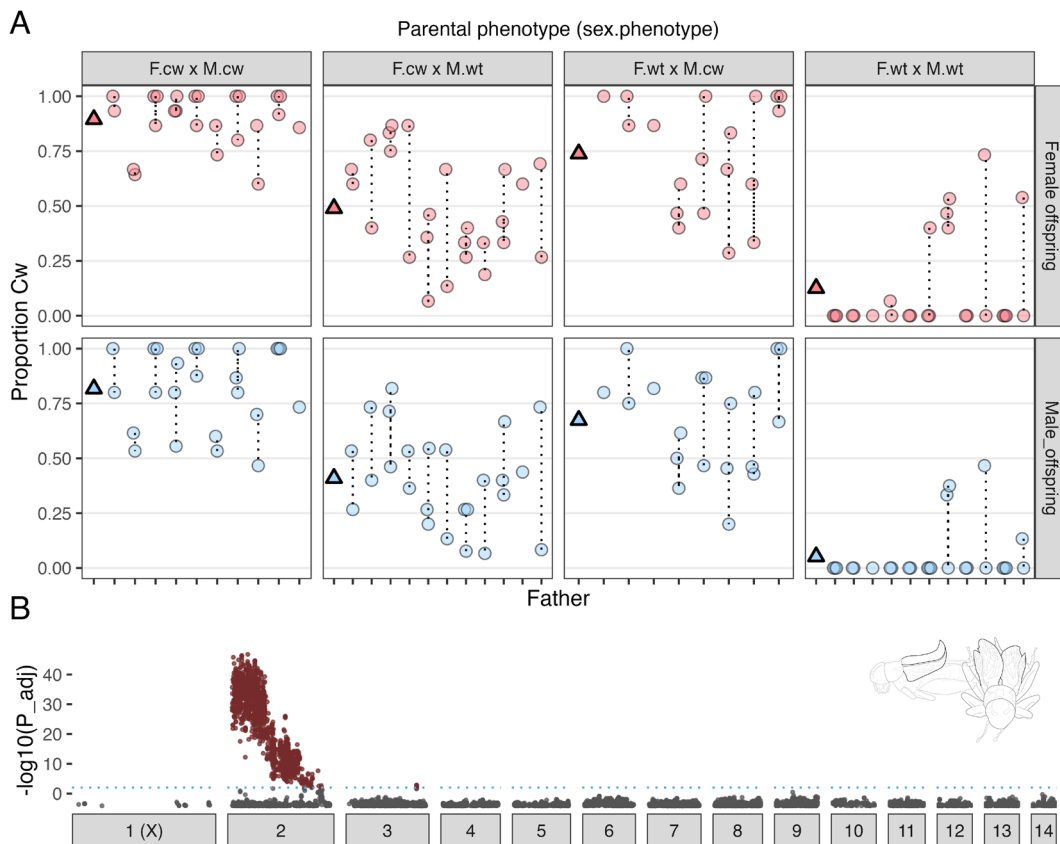 A
Parental phenotype (sex.phenotype)
F.cw x M.cw
F.cw x M.wt
F.wt x M.cw
F.wt x M.wt
Proportion Cw
1.00
0.75
0.50
0.25
0.00
Female offspring
1.00
0.75
0.50
0.25
0.00
Male_offspring
Father
B
-log10(P_adj)
40
30
20
10
0
1 (X) 2 3 4 5 6 7 8 9 10 11 12 13 14